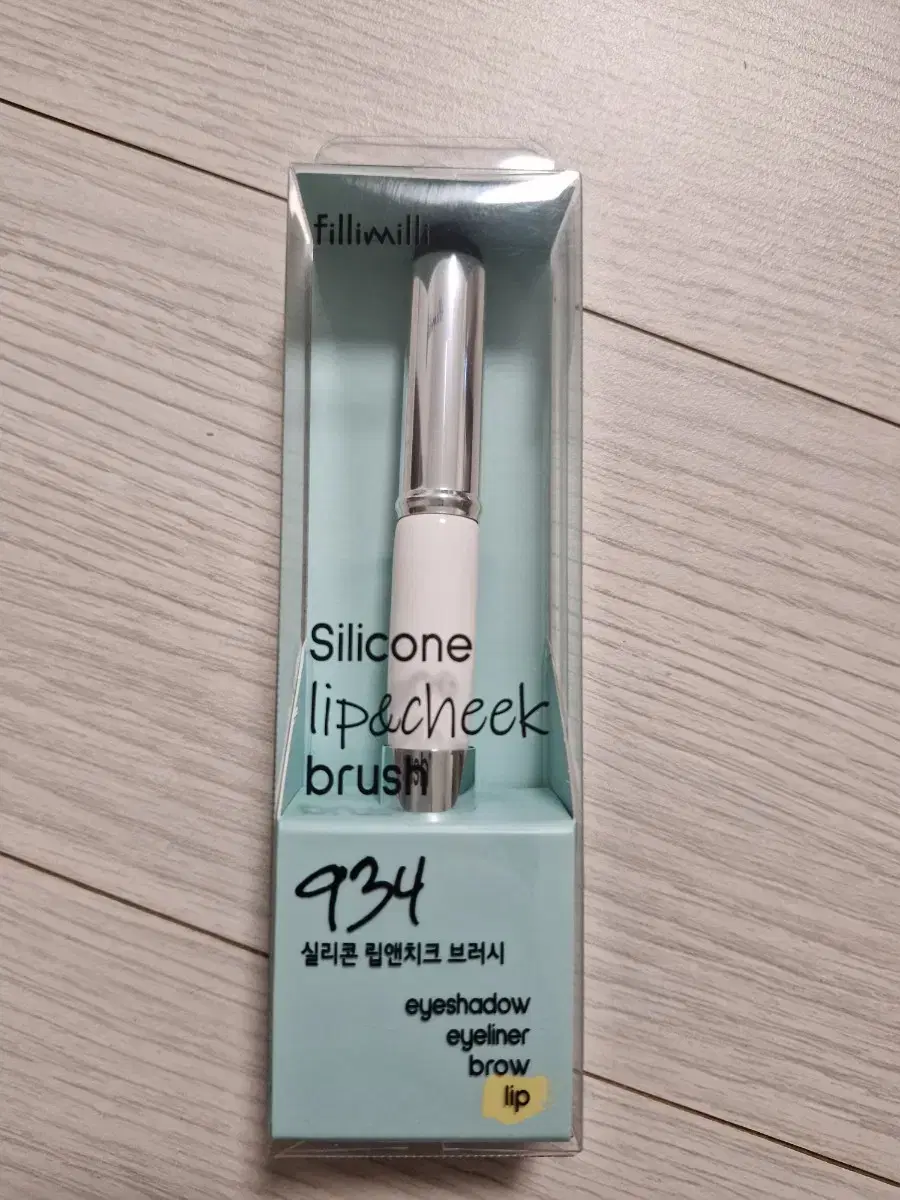 fillimilli
Silicone
lip&cheek
brush
934
실리콘 립앤치크 브러시
eyeshadow
eyeliner
brow
lip